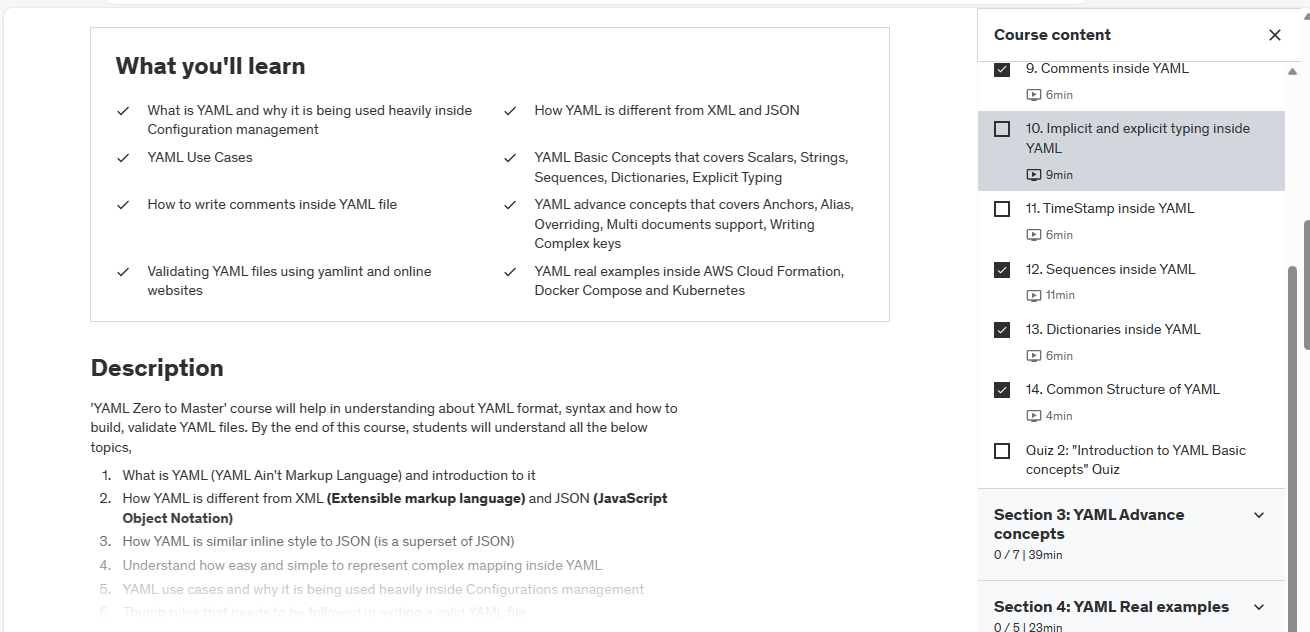 What you'll learn
What is YAML and why it is being used heavily inside
Configuration management
How YAML is different from XML and JSON
YAML Use Cases
YAML Basic Concepts that covers Scalars, Strings,
Sequences, Dictionaries, Explicit Typing
How to write comments inside YAML file
YAML advance concepts that covers Anchors, Alias,
Overriding, Multi documents support, Writing
Complex keys
Validating YAML files using yamlint and online
websites
YAML real examples inside AWS Cloud Formation,
Docker Compose and Kubernetes
Description
'YAML Zero to Master' course will help in understanding about YAML format, syntax and how to
build, validate YAML files. By the end of this course, students will understand all the below
topics,
1. What is YAML (YAML Ain't Markup Language) and introduction to it
2. How YAML is different from XML (Extensible markup language) and JSON (JavaScript
Object Notation)
3. How YAML is similar inline style to JSON (is a superset of JSON)
4. Understand how easy and simple to represent complex mapping inside YAML
5. YAML use cases and why it is being used heavily inside Configurations management
6. Thumb rules that needs to be followed in writing a valid YAML file
Course content
9. Comments inside YAML
6min
10. Implicit and explicit typing inside
YAML
9min
11. TimeStamp inside YAML
6min
12. Sequences inside YAML
11min
13. Dictionaries inside YAML
6min
14. Common Structure of YAML
4min
Quiz 2: "Introduction to YAML Basic
concepts" Quiz
Section 3: YAML Advance
concepts
0 / 7 | 39min
Section 4: YAML Real examples
0 / 5 | 23min